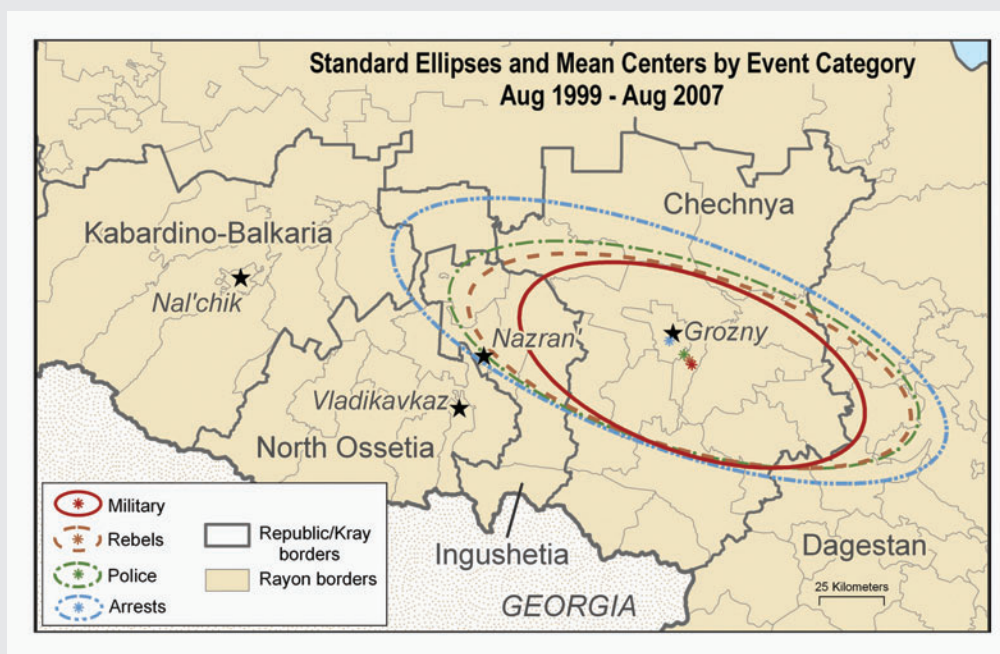 Standard Ellipses and Mean Centers by Event Category
Aug 1999 - Aug 2007
Chechnya
Kabardino-Balkaria
Nal'chik
Grozny
Nazran'
Vladikavkaz
North Ossetia
Military
Rebels
Police
Arrests
Republic/Kray
borders
Rayon borders
Ingushetia
Dagestan
GEORGIA
25 Kilometers